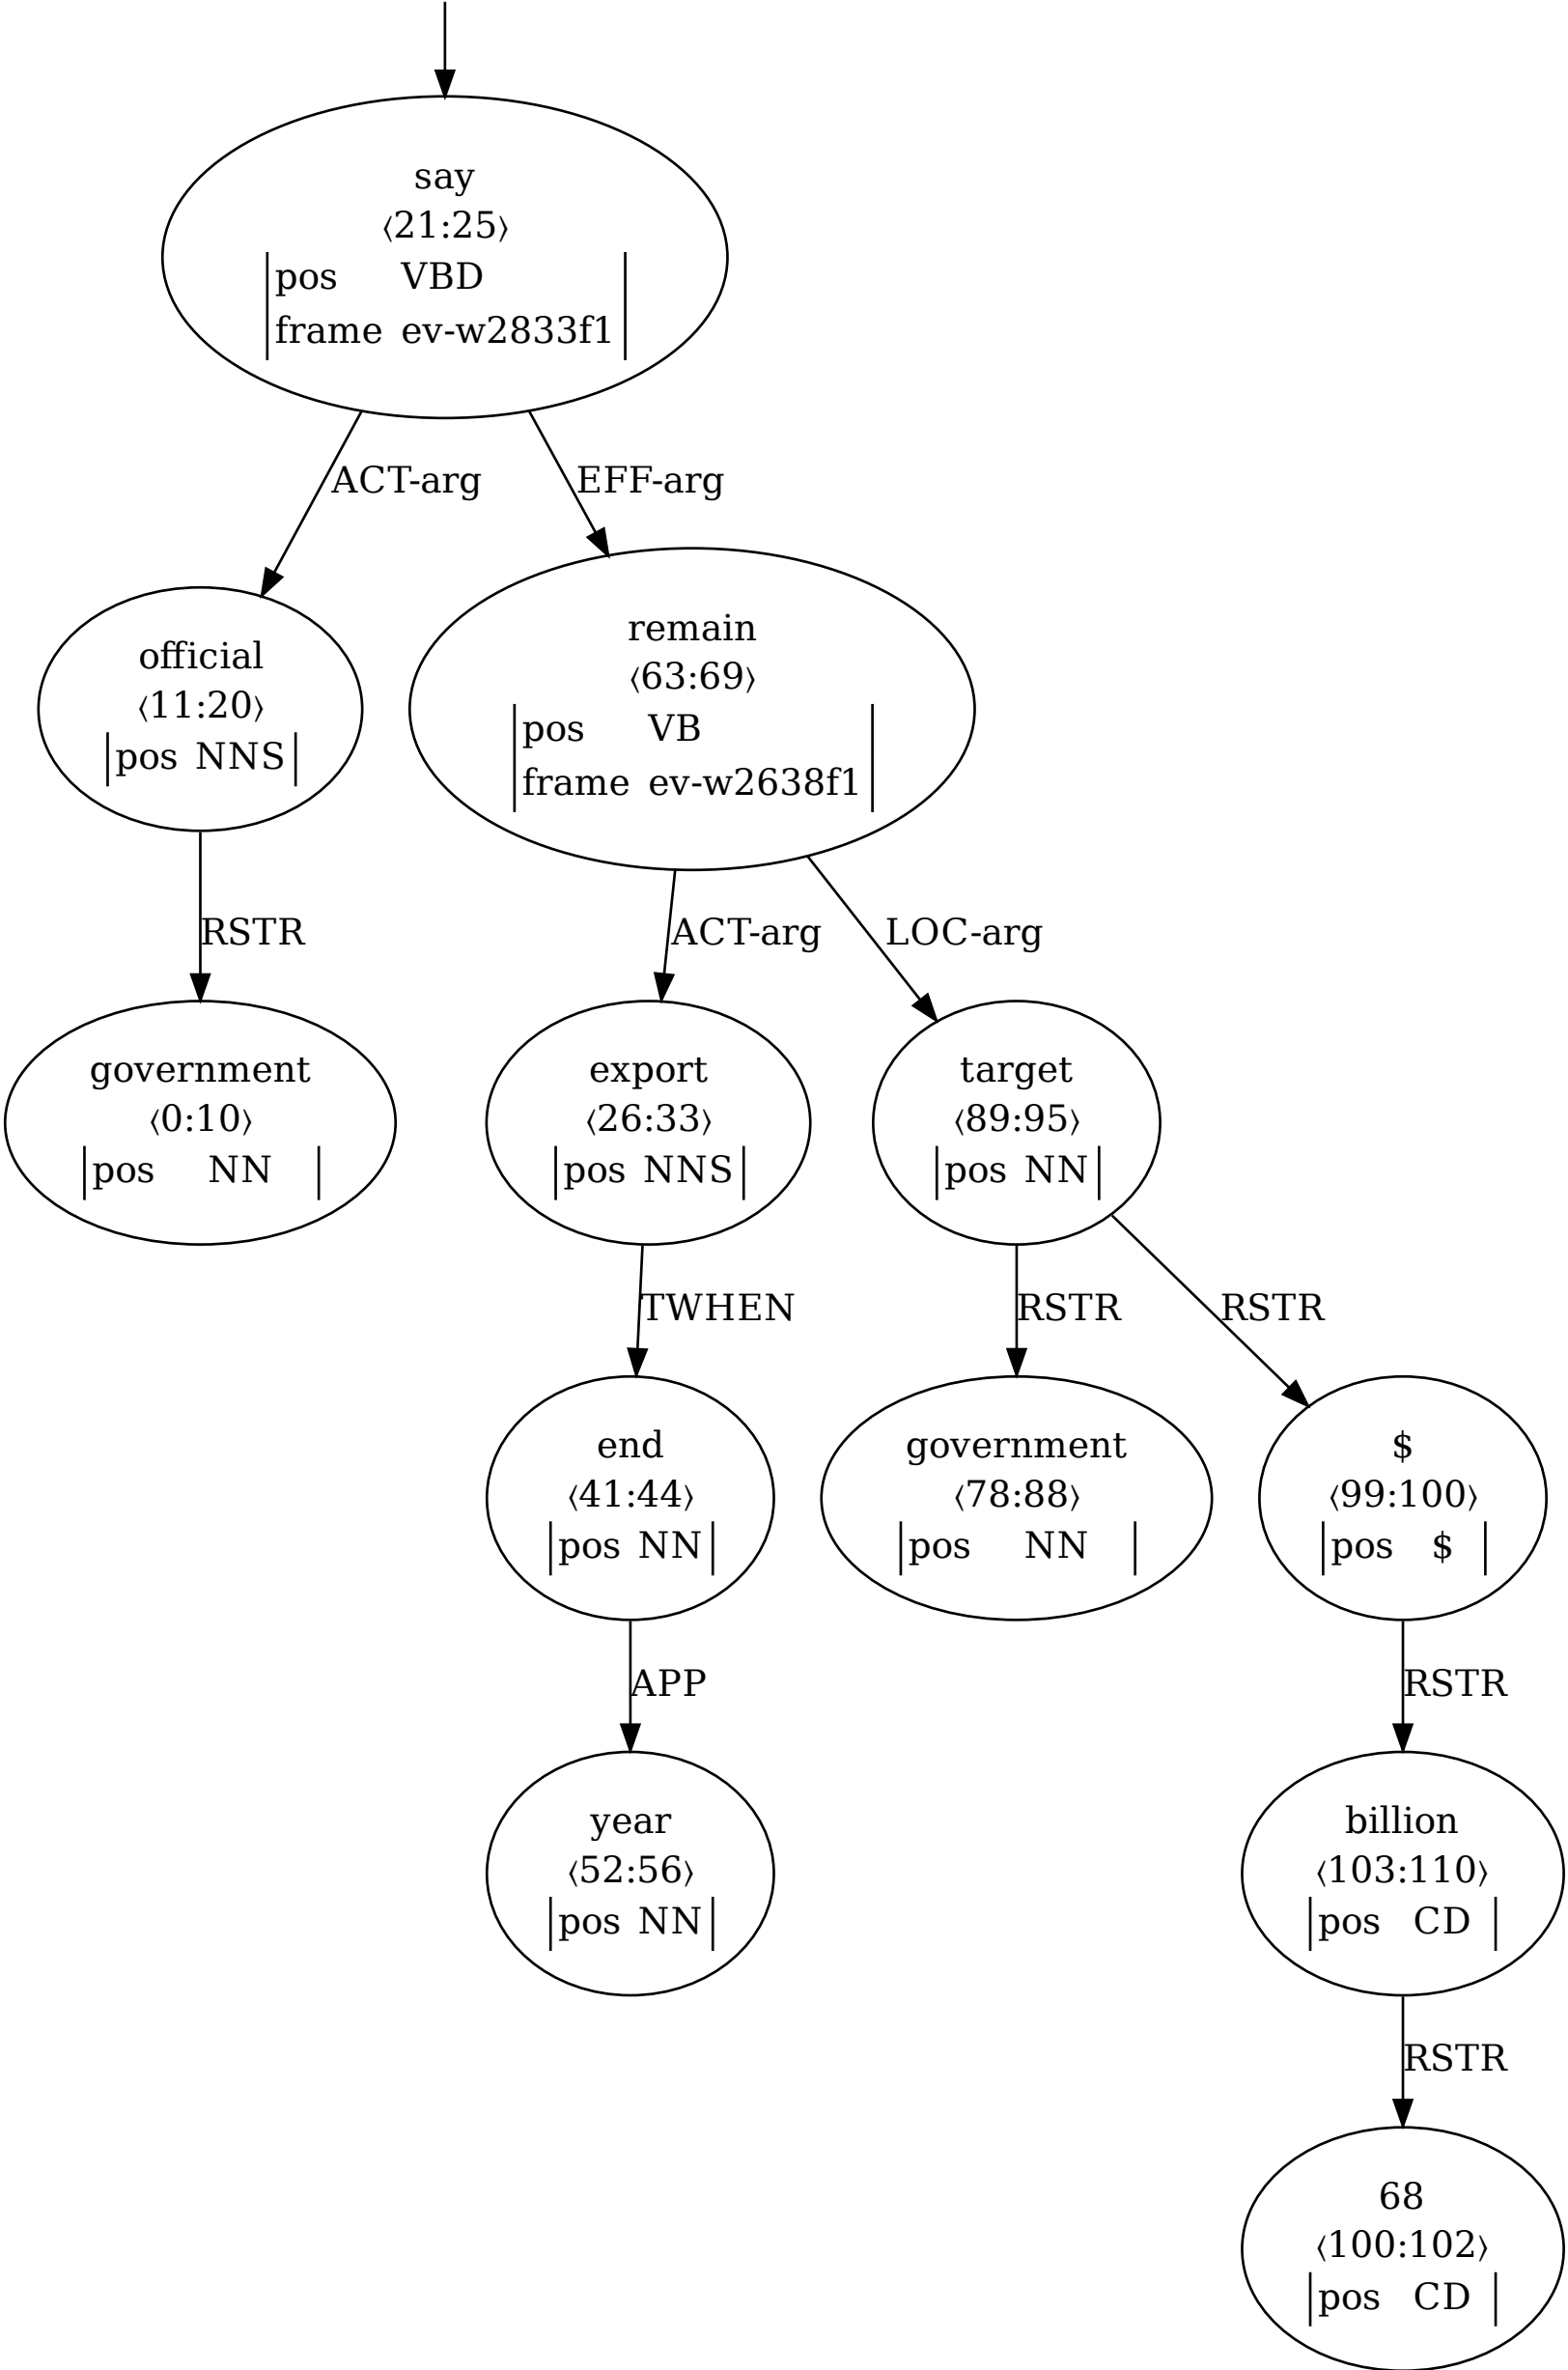 say
⟨21:25⟩
pos VBD
frame ev-w2833f1
ACT-arg
EFF-arg
official
⟨11:20⟩
pos NNS
remain
⟨63:69⟩
pos VB
frame ev-w2638f1
RSTR
ACT-arg
LOC-arg
government
⟨0:10⟩
pos NN
export
⟨26:33⟩
pos NNS
target
⟨89:95⟩
pos NN
TWHEN
RSTR
RSTR
end
⟨41:44⟩
pos NN
government
⟨78:88⟩
pos NN
$
⟨99:100⟩
pos $
APP
RSTR
year
⟨52:56⟩
pos NN
billion
⟨103:110⟩
pos CD
RSTR
68
⟨100:102⟩
pos CD